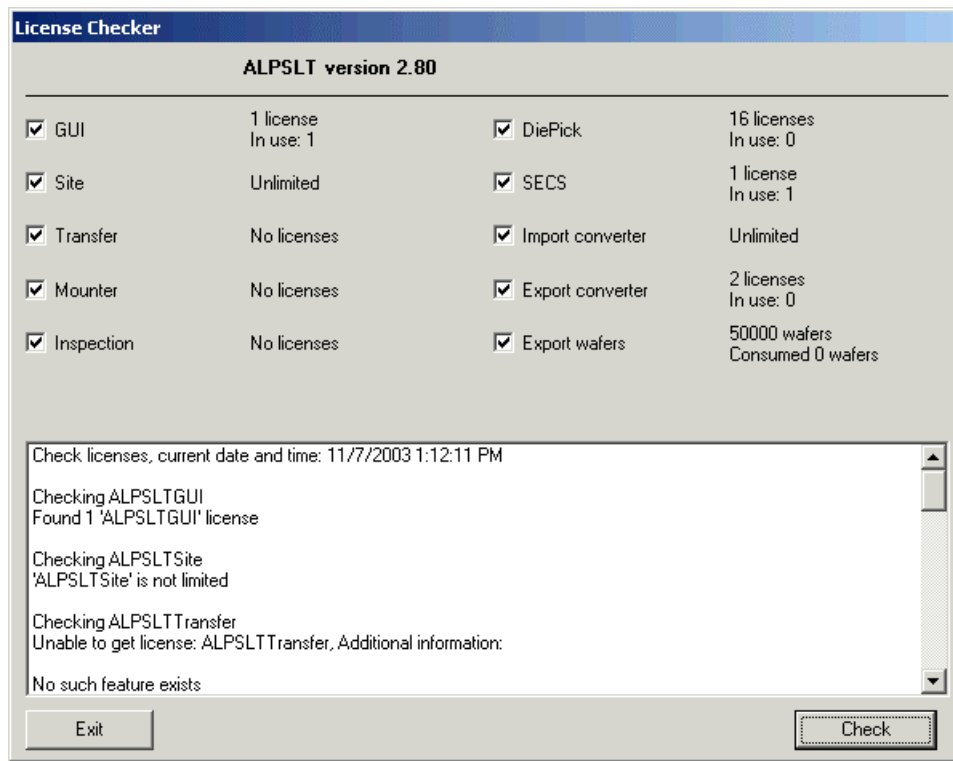 License Checker
ALPSLT version 2.80
GUI
1 license
In use: 1
DiePick
16 licenses
In use: 0
Site
Unlimited
SECS
1 license
In use: 1
Transfer
No licenses
Import converter
Unlimited
Mounter
No licenses
Export converter
2 licenses
In use: 0
Inspection
No licenses
Export wafers
50000 wafers
Consumed 0 wafers
Check licenses, current date and time: 11/7/2003 1:12:11 PM
Checking ALPSLTGUI
Found 1 'ALPSLTGUI' license
Checking ALPSLTSite
'ALPSLTSite' is not limited
Checking ALPSLTTransfer
Unable to get license: ALPSLTTransfer, Additional information:
No such feature exists
Exit
Check